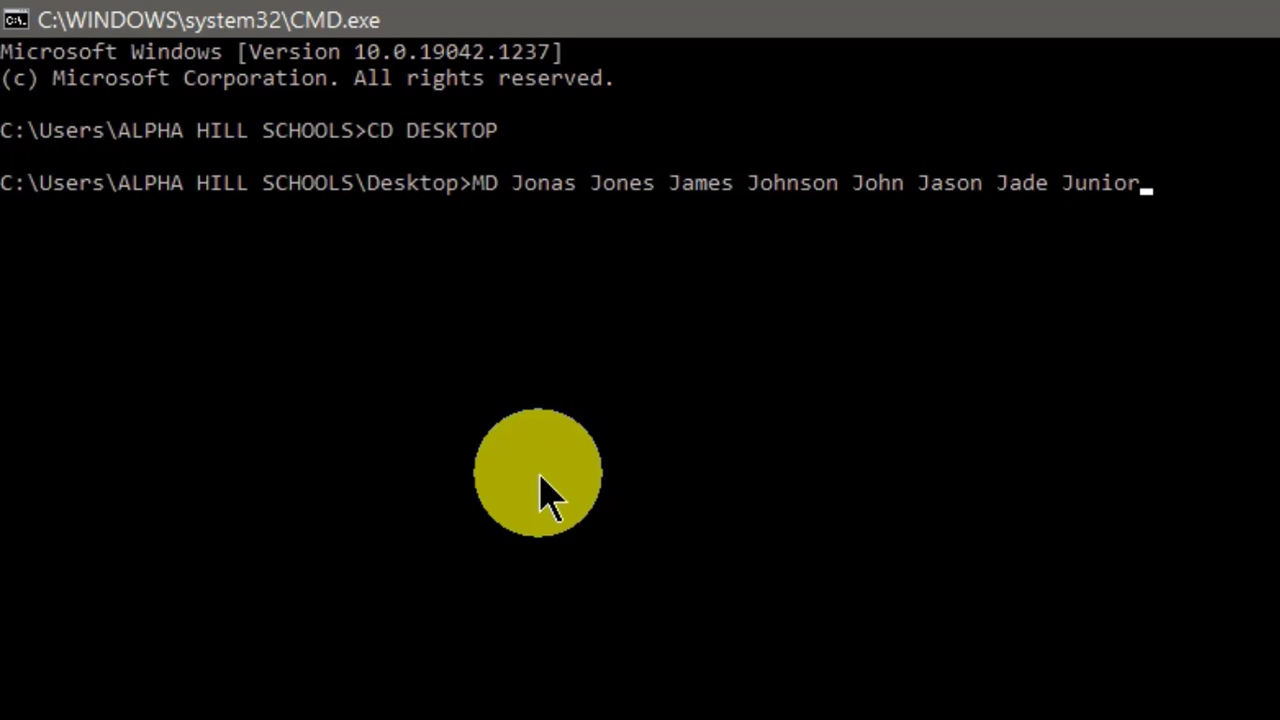 C:\WINDOWS\system32\CMD.exe
Microsoft Windows [Version 10.0.19042.1237]
(c) Microsoft Corporation. All rights reserved.
C:\Users\ALPHA HILL SCHOOLS>CD DESKTOP
C:\Users\ALPHA HILL SCHOOLS\Desktop>MD Jonas Jones James Johnson John Jason Jade Junior